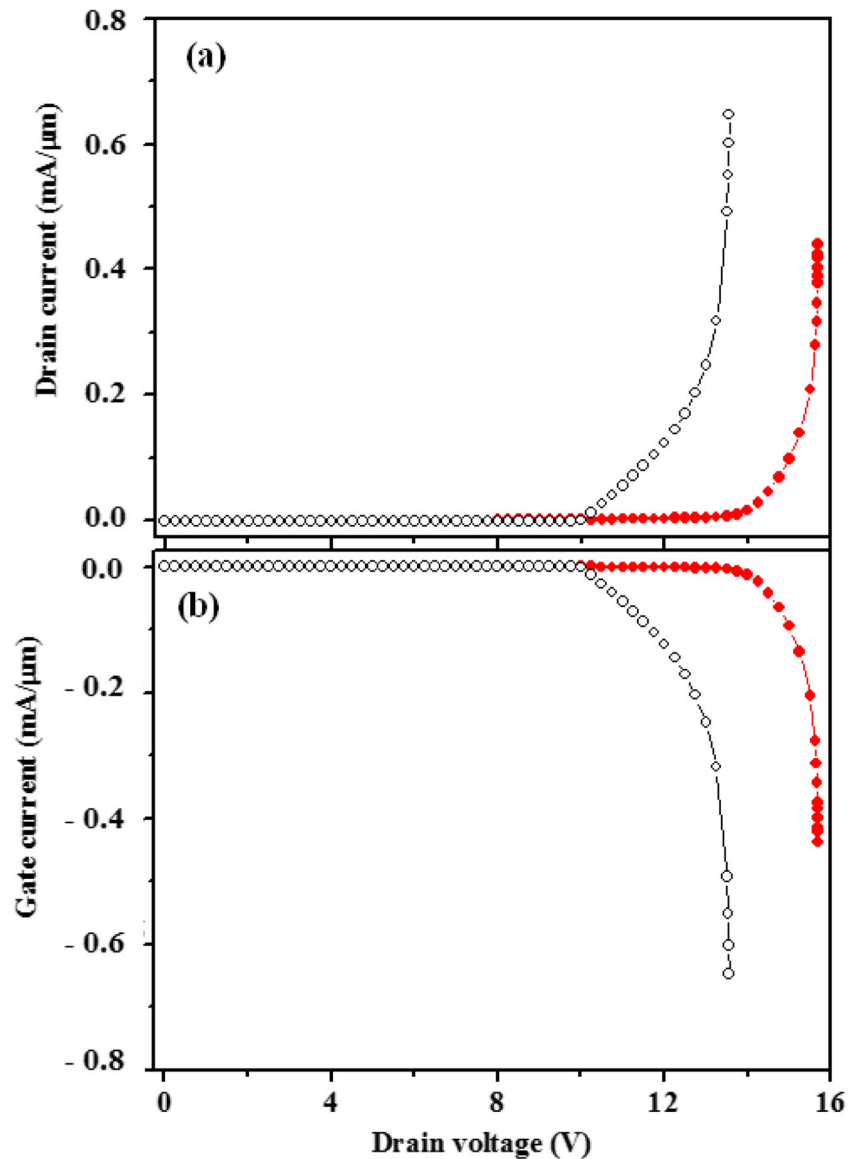 0.8
(a)
0.6
0.4
0.2
0.0
Drain current (mA/μm)
0.0
(b)
- 0.2
- 0.4
- 0.6
- 0.8
Gate current (mA/μm)
0 4 8 12 16
Drain voltage (V)